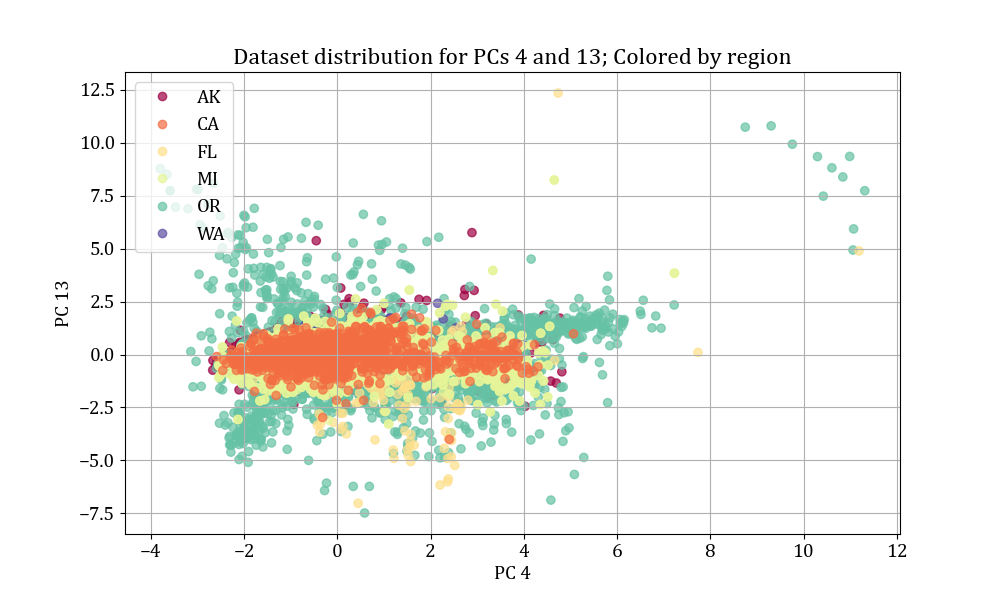 Dataset distribution for PCs 4 and 13; Colored by region
12.5
10.0
7.5
5.0
2.5
0.0
−2.5
−5.0
−7.5
PC 13
AK
CA
FL
MI
OR
WA
−4 −2 0 2 4 6 8 10 12
PC 4